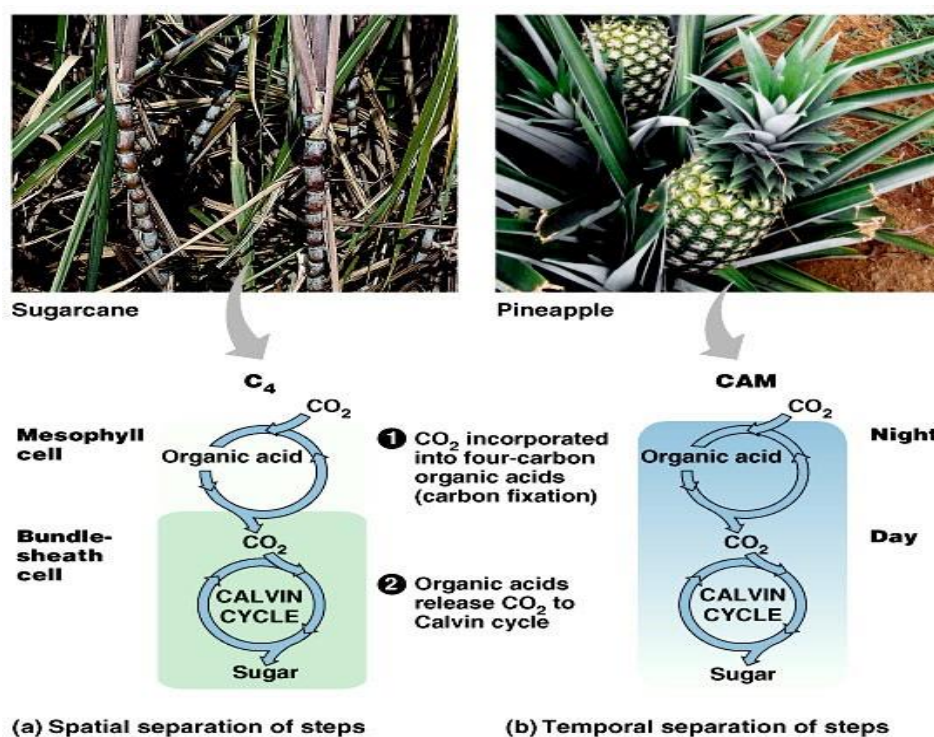 Sugarcane
Pineapple
C₄
CAM
CO₂
CO₂
Mesophyll
cell
Organic acid
❶ CO₂ incorporated
into four-carbon
organic acids
(carbon fixation)
Organic acid
Night
Bundle-
sheath
cell
CO₂
CO₂
Day
CALVIN
CYCLE
❷ Organic acids
release CO₂ to
Calvin cycle
CALVIN
CYCLE
Sugar
Sugar
(a) Spatial separation of steps
(b) Temporal separation of steps